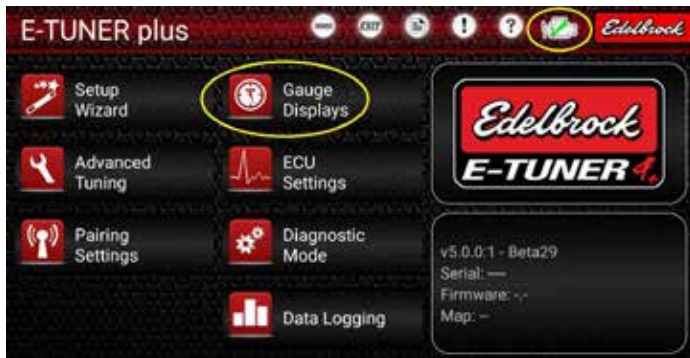 E-TUNER plus
EXIT
!
?
Edelbrock
Setup
Wizard
Gauge
Displays
Advanced
Tuning
ECU
Settings
Pairing
Settings
Diagnostic
Mode
Data Logging
Edelbrock
E-TUNER 4+
v5.0.0:1 - Beta29
Serial: ---
Firmware: -.-
Map: --